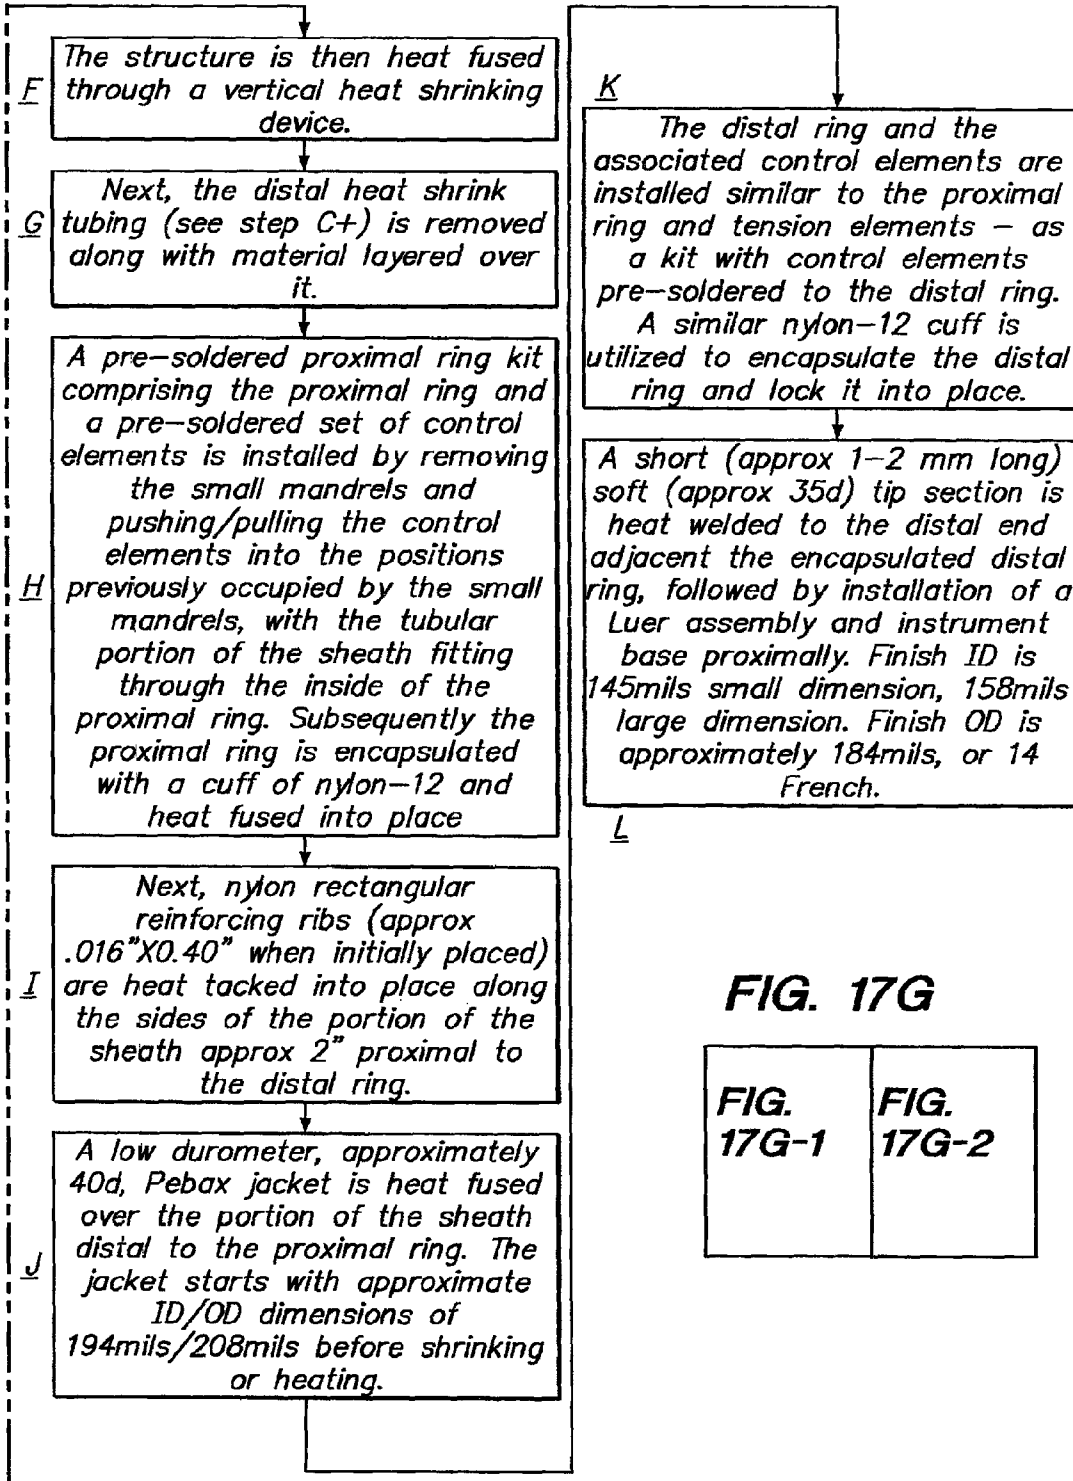 F
The structure is then heat fused
through a vertical heat shrinking
device.
G
Next, the distal heat shrink
tubing (see step C+) is removed
along with material layered over
it.
H
A pre-soldered proximal ring kit
comprising the proximal ring and
a pre-soldered set of control
elements is installed by removing
the small mandrels and
pushing/pulling the control
elements into the positions
previously occupied by the small
mandrels, with the tubular
portion of the sheath fitting
through the inside of the
proximal ring. Subsequently the
proximal ring is encapsulated
with a cuff of nylon-12 and
heat fused into place
I
Next, nylon rectangular
reinforcing ribs (approx
.016"X0.40" when initially placed)
are heat tacked into place along
the sides of the portion of the
sheath approx 2" proximal to
the distal ring.
J
A low durometer, approximately
40d, Pebax jacket is heat fused
over the portion of the sheath
distal to the proximal ring. The
jacket starts with approximate
ID/OD dimensions of
194mils/208mils before shrinking
or heating.
K
The distal ring and the
associated control elements are
installed similar to the proximal
ring and tension elements - as
a kit with control elements
pre-soldered to the distal ring.
A similar nylon-12 cuff is
utilized to encapsulate the distal
ring and lock it into place.
A short (approx 1-2 mm long)
soft (approx 35d) tip section is
heat welded to the distal end
adjacent the encapsulated distal
ring, followed by installation of a
Luer assembly and instrument
base proximally. Finish ID is
145mils small dimension, 158mils
large dimension. Finish OD is
approximately 184mils, or 14
French.
L
FIG. 17G
FIG.
17G-1
FIG.
17G-2